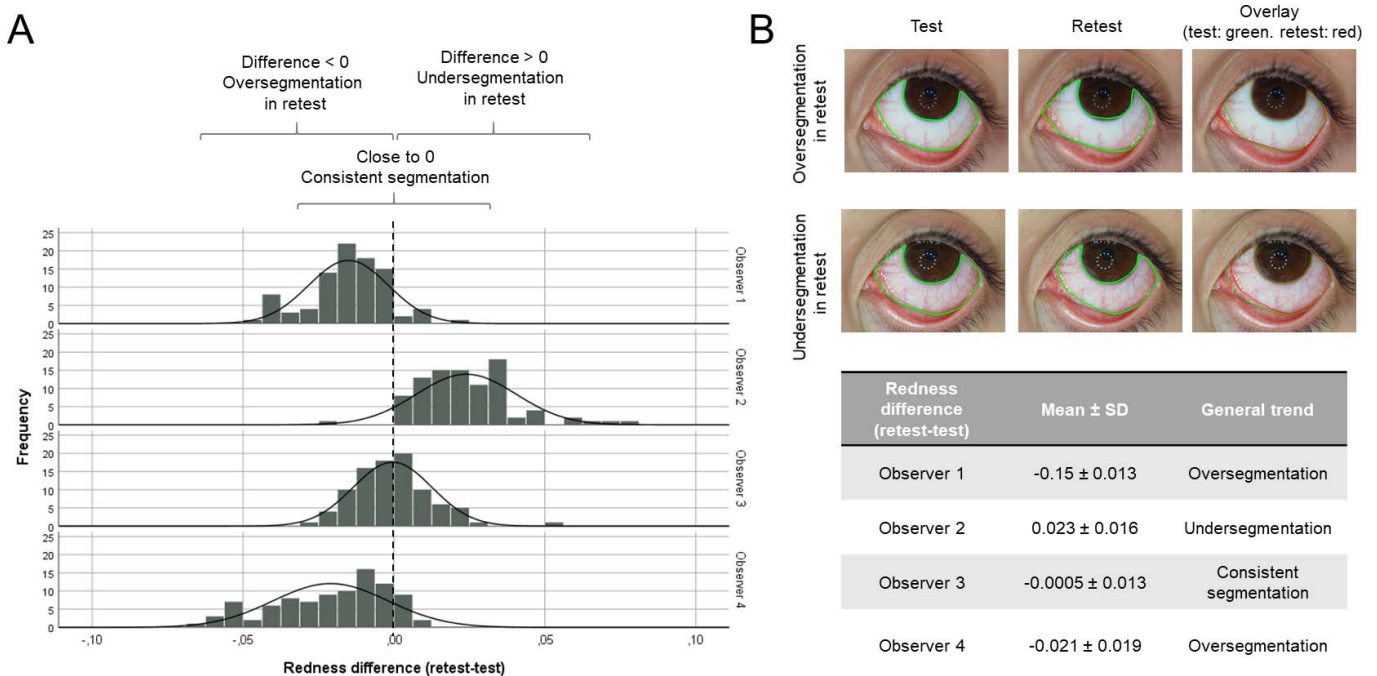 A
Difference < 0
Oversegmentation
in retest
Difference > 0
Undersegmentation
in retest
Close to 0
Consistent segmentation
Frequency
25
20
15
10
5
0
Observer 1
25
20
15
10
5
0
Observer 2
25
20
15
10
5
0
Observer 3
25
20
15
10
5
0
Observer 4
-,10 -,05 ,00 ,05 ,10
Redness difference (retest-test)
B
Test Retest Overlay
(test: green. retest: red)
Oversegmentation
in retest
Undersegmentation
in retest
Redness
difference
(retest-test)
Mean ± SD
General trend
Observer 1 -0.15 ± 0.013 Oversegmentation
Observer 2 0.023 ± 0.016 Undersegmentation
Observer 3 -0.0005 ± 0.013 Consistent
segmentation
Observer 4 -0.021 ± 0.019 Oversegmentation